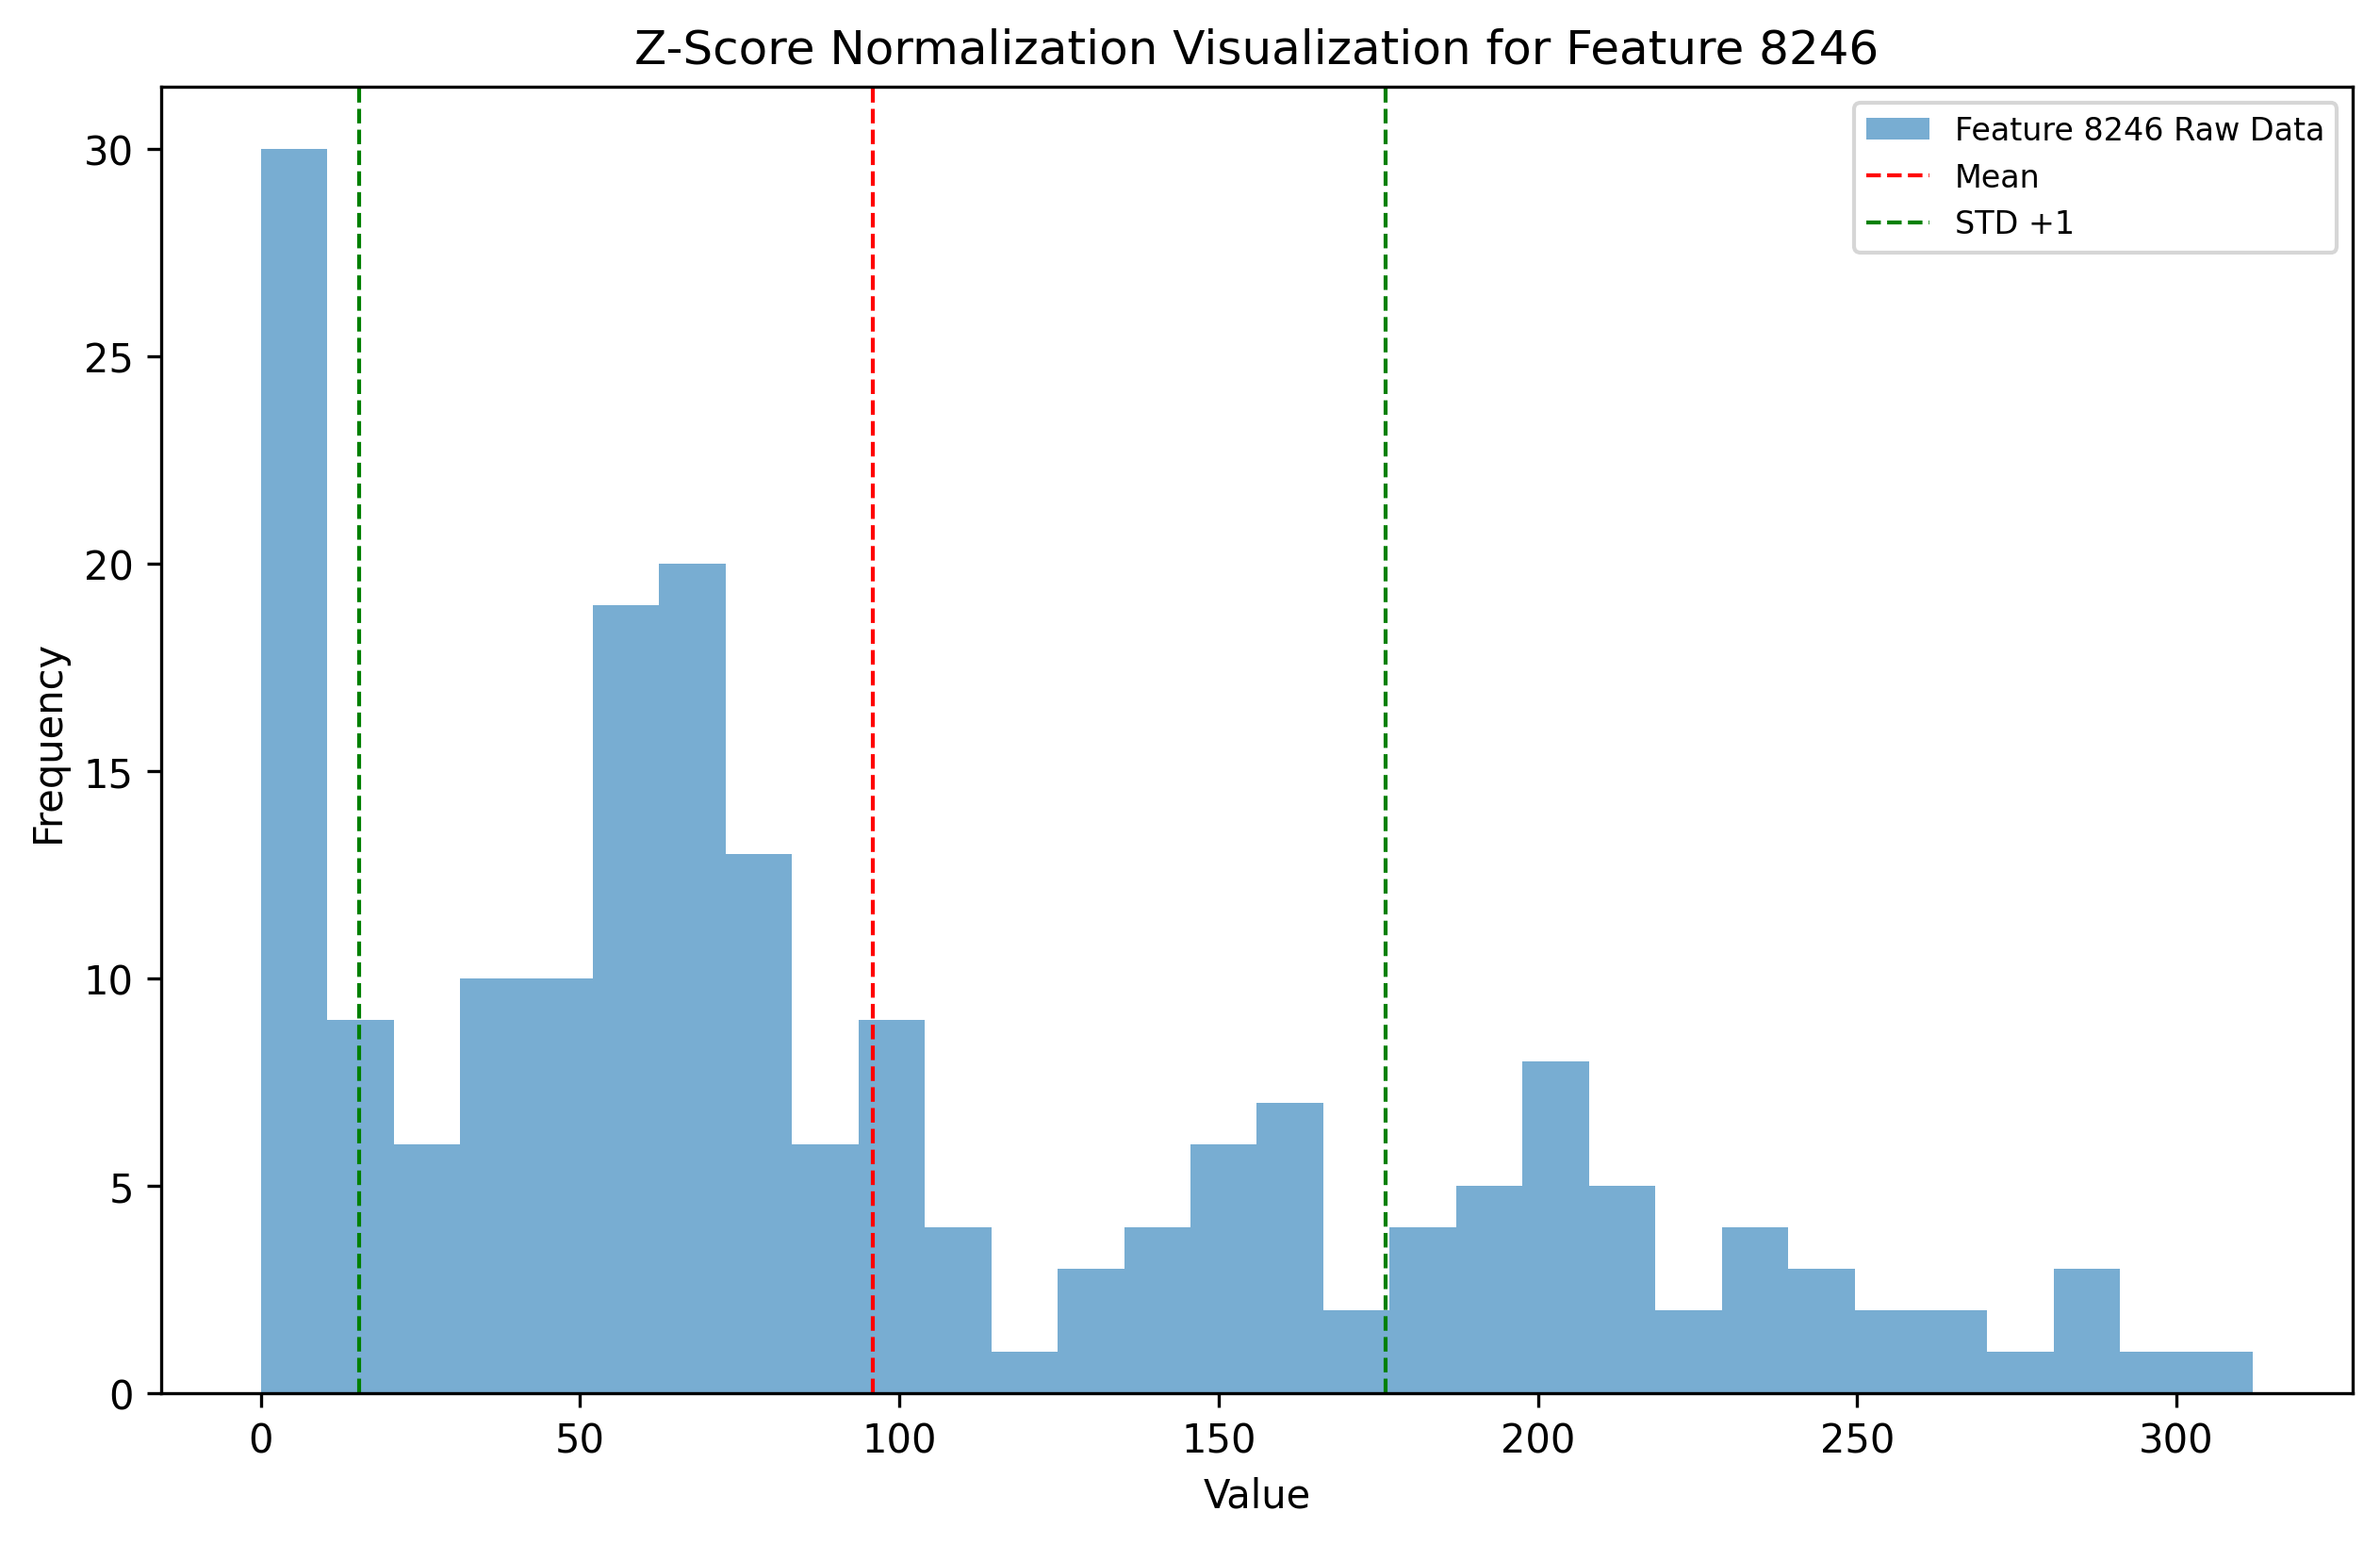 Z-Score Normalization Visualization for Feature 8246
Feature 8246 Raw Data
Mean
STD +1
30
25
20
15
10
5
0
Frequency
0 50 100 150 200 250 300
Value